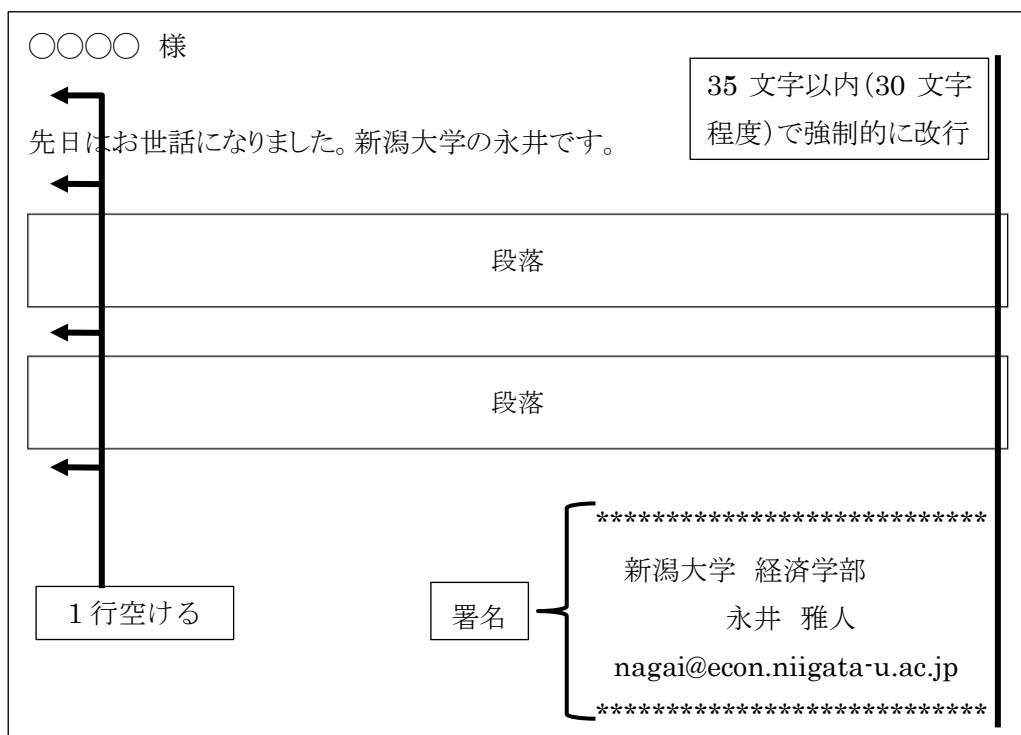 〇〇〇〇 様
35 文字以内(30 文字
程度)で強制的に改行
先日はお世話になりました。新潟大学の永井です。
段落
段落
1 行空ける
署名
****************************
新潟大学 経済学部
永井 雅人
nagai@econ.niigata-u.ac.jp
****************************